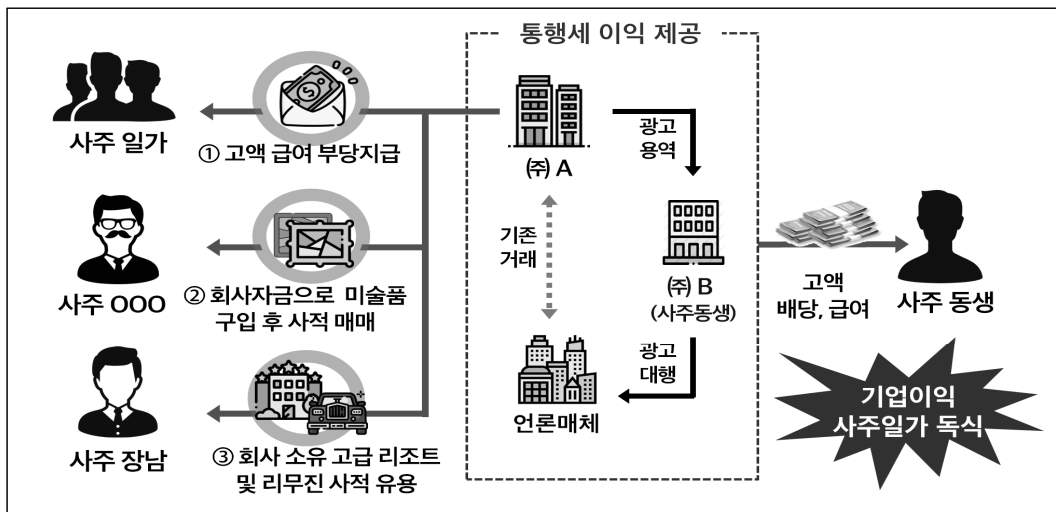 통행세 이익 제공
사주 일가
① 고액 급여 부당지급
사주 OOO
② 회사자금으로 미술품
구입 후 사적 매매
사주 장남
③ 회사 소유 고급 리조트
및 리무진 사적 유용
㈜ A
광고
용역
기존
거래
㈜ B
(사주동생)
광고
대행
언론매체
고액
배당, 급여
사주 동생
기업이익
사주일가 독식